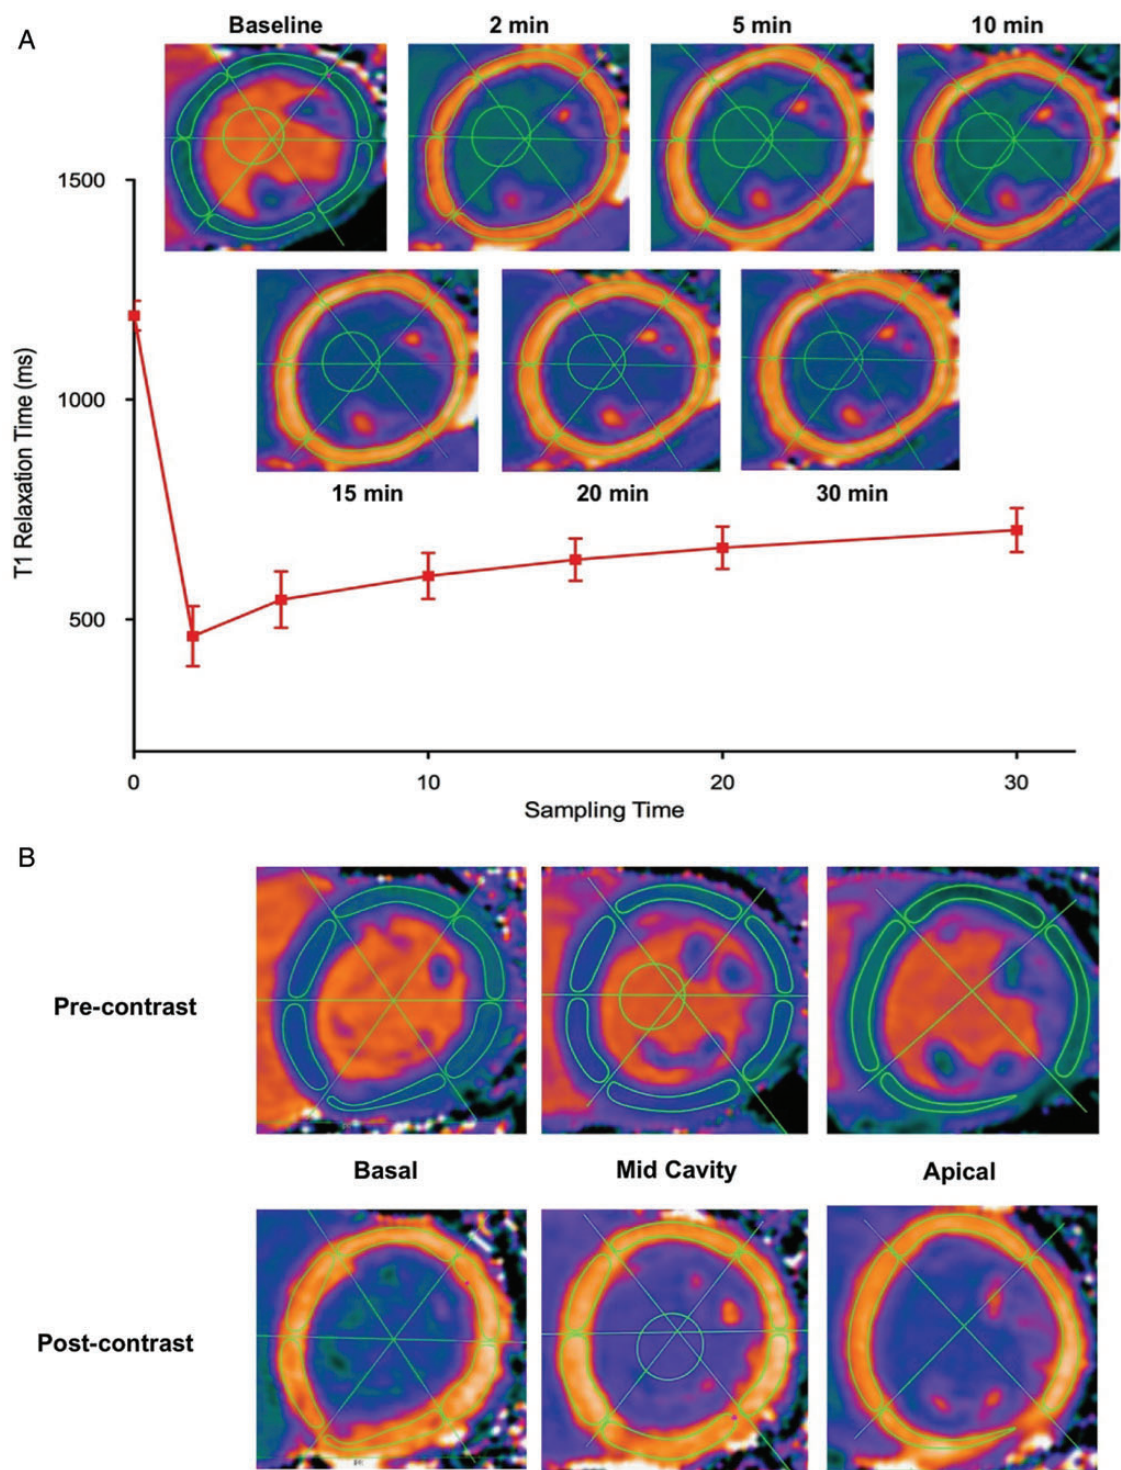 A
Baseline 2 min 5 min 10 min
1500
1000
500
T1 Relaxation Time (ms)
15 min 20 min 30 min
0 10 20 30
Sampling Time
B
Pre-contrast
Basal Mid Cavity Apical
Post-contrast